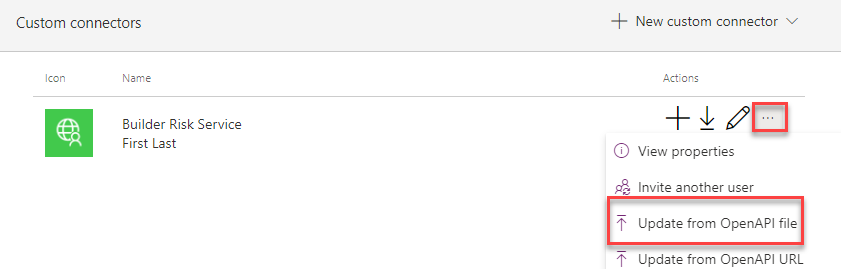 Custom connectors
New custom connector
Icon Name Actions
Builder Risk Service
First Last
...
View properties
Invite another user
Update from OpenAPI file
Update from OpenAPI URL